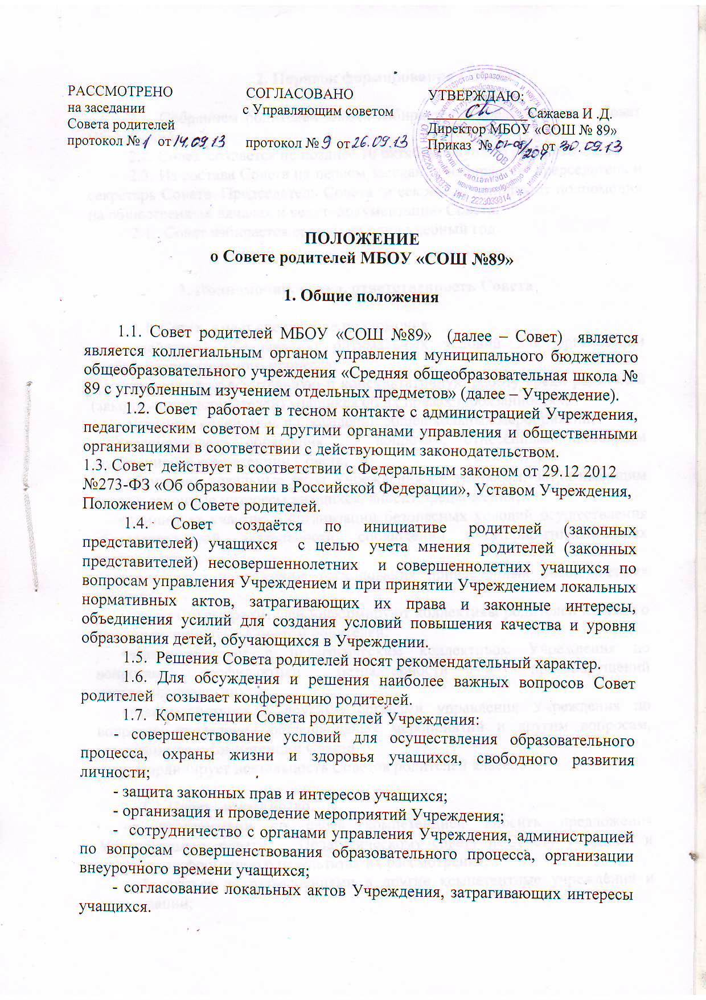 РАССМОТРЕНО
на заседании
Совета родителей
протокол № 1 от 14.09.13
СОГЛАСОВАНО
с Управляющим советом
протокол № 9 от 26.09.13
УТВЕРЖДАЮ:
Сажаева И .Д.
Директор МБОУ «СОШ № 89»
Приказ № 01-08/204 от 30.09.13
ПОЛОЖЕНИЕ
о Совете родителей МБОУ «СОШ №89»
1. Общие положения
1.1. Совет родителей МБОУ «СОШ №89» (далее – Совет) является
является коллегиальным органом управления муниципального бюджетного
общеобразовательного учреждения «Средняя общеобразовательная школа №
89 с углубленным изучением отдельных предметов» (далее – Учреждение).
1.2. Совет работает в тесном контакте с администрацией Учреждения,
педагогическим советом и другими органами управления и общественными
организациями в соответствии с действующим законодательством.
1.3. Совет действует в соответствии с Федеральным законом от 29.12 2012
№273-ФЗ «Об образовании в Российской Федерации», Уставом Учреждения,
Положением о Совете родителей.
1.4. Совет создаётся по инициативе родителей (законных
представителей) учащихся с целью учета мнения родителей (законных
представителей) несовершеннолетних и совершеннолетних учащихся по
вопросам управления Учреждением и при принятии Учреждением локальных
нормативных актов, затрагивающих их права и законные интересы,
объединения усилий для создания условий повышения качества и уровня
образования детей, обучающихся в Учреждении.
1.5. Решения Совета родителей носят рекомендательный характер.
1.6. Для обсуждения и решения наиболее важных вопросов Совет
родителей созывает конференцию родителей.
1.7. Компетенции Совета родителей Учреждения:
- совершенствование условий для осуществления образовательного
процесса, охраны жизни и здоровья учащихся, свободного развития
личности;
- защита законных прав и интересов учащихся;
- организация и проведение мероприятий Учреждения;
- сотрудничество с органами управления Учреждения, администрацией
по вопросам совершенствования образовательного процесса, организации
внеурочного времени учащихся;
- согласование локальных актов Учреждения, затрагивающих интересы
учащихся.